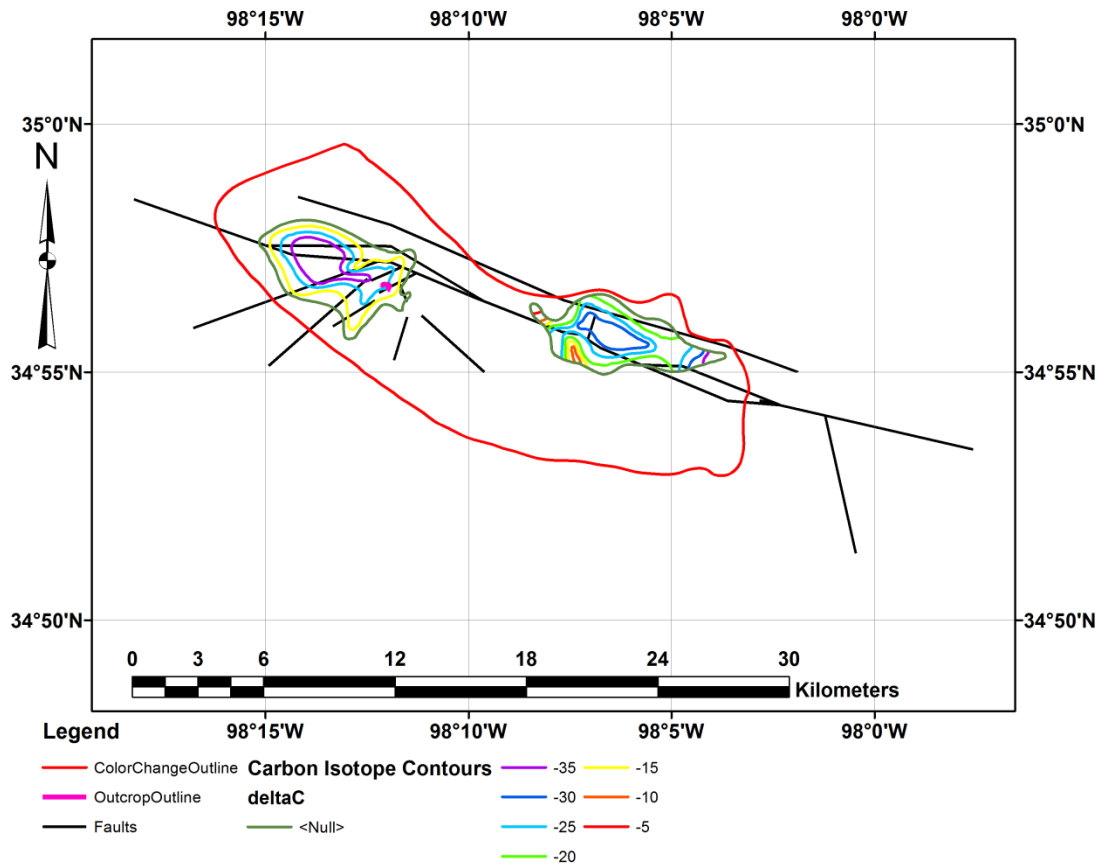 98°15'W 98°10'W 98°5'W 98°0'W
35°0'N 35°0'N
N
34°55'N 34°55'N
34°50'N 34°50'N
0 3 6 12 18 24 30
Kilometers
98°15'W 98°10'W 98°5'W 98°0'W
Legend
ColorChangeOutline
OutcropOutline
Faults
Carbon Isotope Contours
deltaC
<Null>
-35
-30
-25
-20
-15
-10
-5